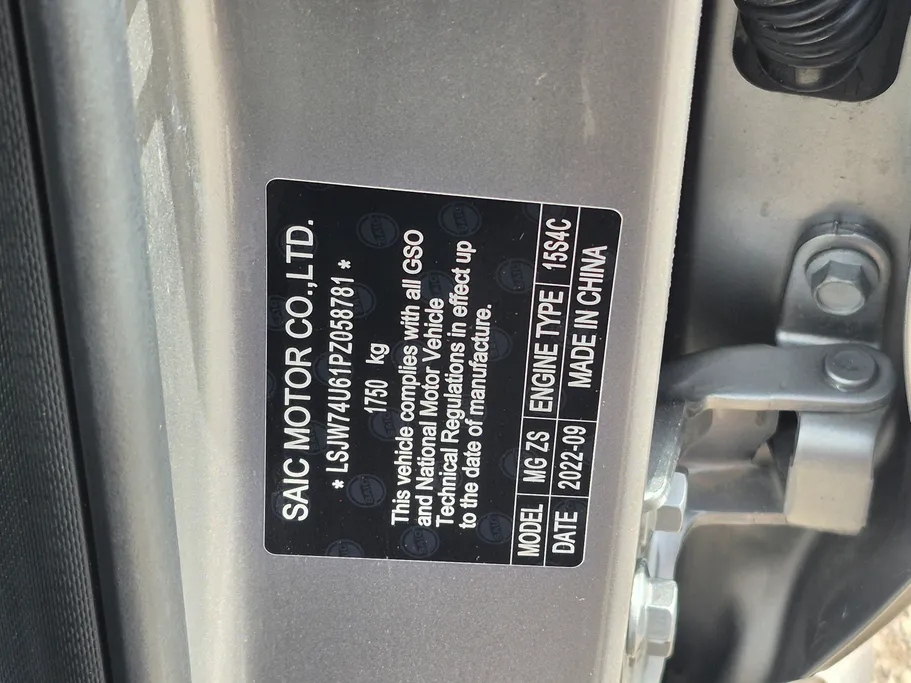 SAIC MOTOR CO.,LTD.
* LSJW74U61PZ058781 *
1750 kg
This vehicle complies with all GSO
and National Motor Vehicle
Technical Regulations in effect up
to the date of manufacture.
MODEL MG ZS ENGINE TYPE 15S4C
DATE 2022-09 MADE IN CHINA